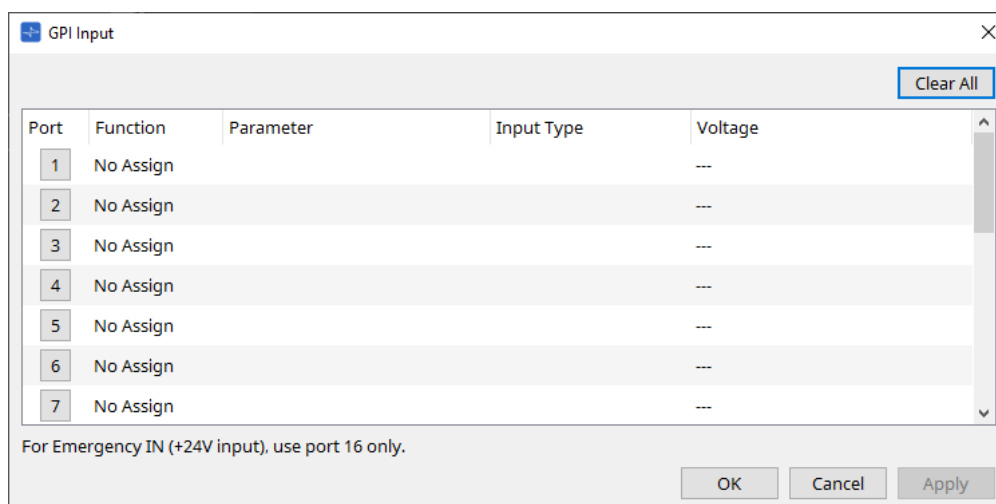 GPI Input
Clear All
Port Function Parameter Input Type Voltage
1 No Assign ---
2 No Assign ---
3 No Assign ---
4 No Assign ---
5 No Assign ---
6 No Assign ---
7 No Assign ---
For Emergency IN (+24V input), use port 16 only.
OK Cancel Apply